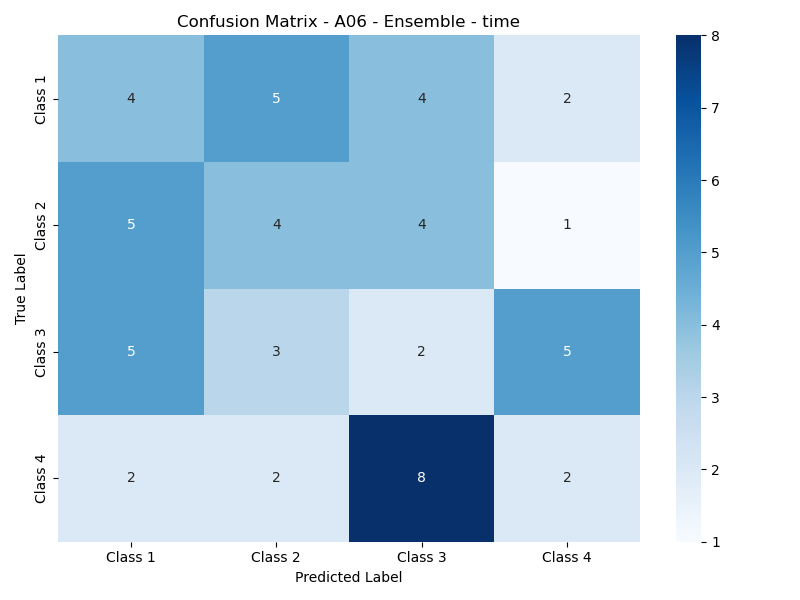 Confusion Matrix - A06 - Ensemble - time
True Label
Class 1
4 5 4 2
Class 2
5 4 4 1
Class 3
5 3 2 5
Class 4
2 2 8 2
Class 1 Class 2 Class 3 Class 4
Predicted Label
8
7
6
5
4
3
2
1